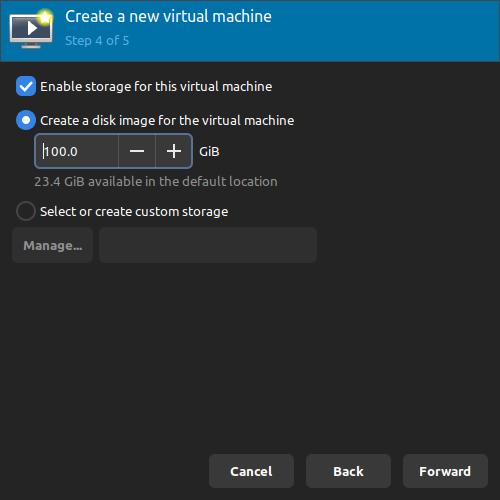 Create a new virtual machine
Step 4 of 5
Enable storage for this virtual machine
Create a disk image for the virtual machine
100.0 GiB
23.4 GiB available in the default location
Select or create custom storage
Manage...
Cancel Back Forward